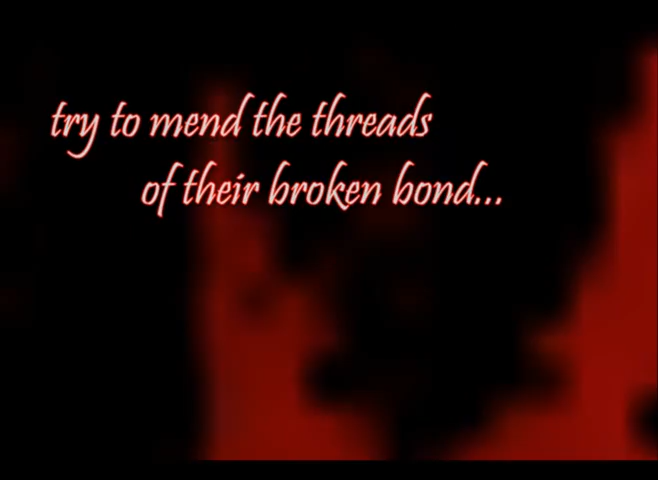 try to mend the threads
of their broken bond...